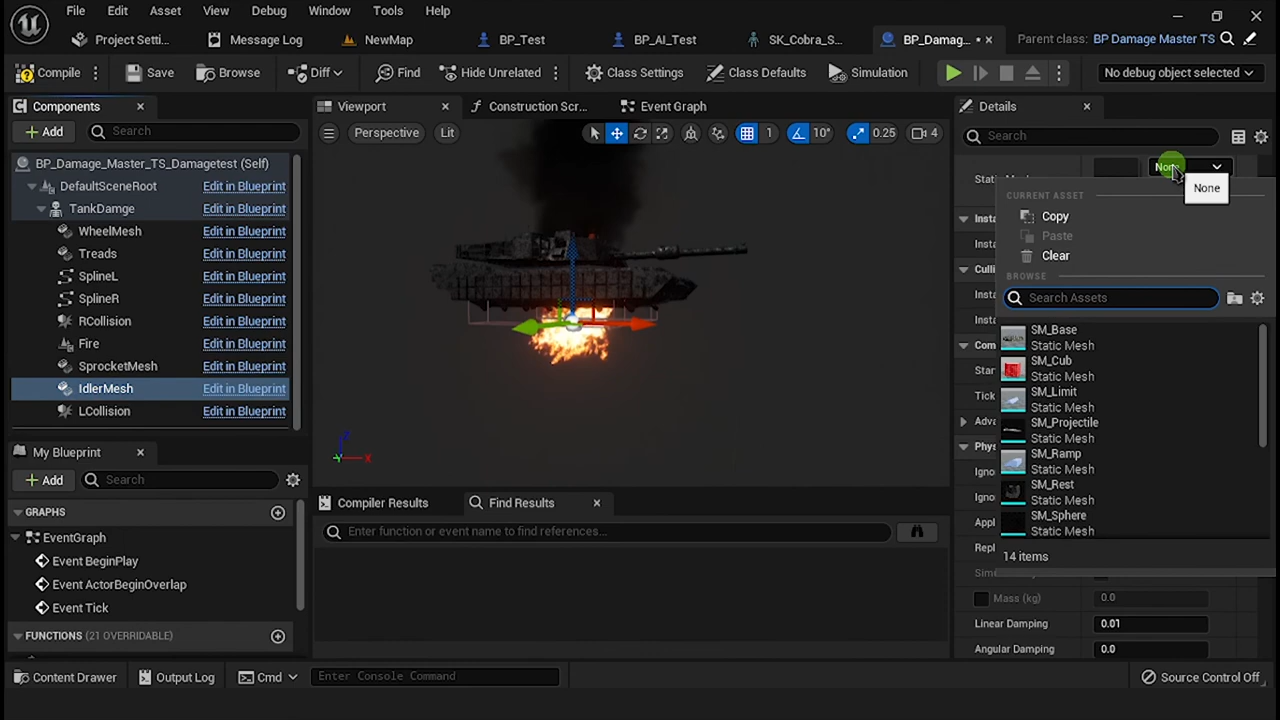 File Edit Asset View Debug Window Tools Help
Project Setti... Message Log NewMap BP_Test BP_AI_Test SK_Cobra_S... BP_Damag... • Parent class: BP Damage Master TS
Compile Save Browse Diff Find Hide Unrelated Class Settings Class Defaults Simulation No debug object selected
Components
Add Search
BP_Damage_Master_TS_Damagetest (Self)
DefaultSceneRoot Edit in Blueprint
TankDamge Edit in Blueprint
WheelMesh Edit in Blueprint
Treads Edit in Blueprint
SplineL Edit in Blueprint
SplineR Edit in Blueprint
RCollision Edit in Blueprint
Fire Edit in Blueprint
SprocketMesh Edit in Blueprint
IdlerMesh Edit in Blueprint
LCollision Edit in Blueprint
My Blueprint
Add Search
GRAPHS
EventGraph
Event BeginPlay
Event ActorBeginOverlap
Event Tick
FUNCTIONS (21 OVERRIDABLE)
Viewport Construction Scr... Event Graph
Perspective Lit 1 10° 0.25 4
Z
Y X
Compiler Results Find Results
Enter function or event name to find references...
Details
Search
None
None
CURRENT ASSET
Copy
Paste
Clear
BROWSE
Search Assets
SM_Base
Static Mesh
SM_Cub
Static Mesh
SM_Limit
Static Mesh
SM_Projectile
Static Mesh
SM_Ramp
Static Mesh
SM_Rest
Static Mesh
SM_Sphere
Static Mesh
14 items
Mass (kg) 0.0
Linear Damping 0.01
Angular Damping 0.0
Content Drawer Output Log Cmd Enter Console Command Source Control Off